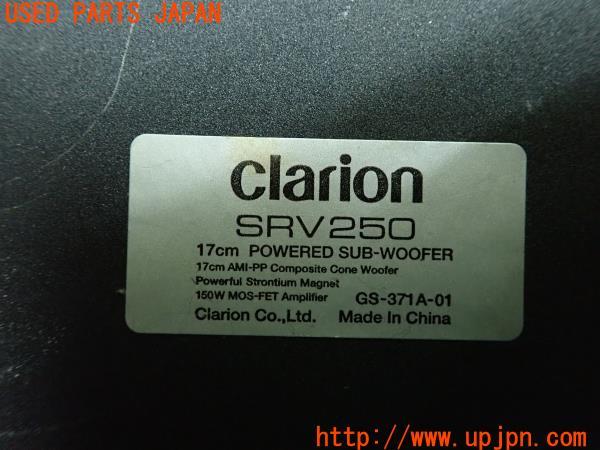 USED PARTS JAPAN
Clarion
SRV250
17cm POWERED SUB-WOOFER
17cm AMI-PP Composite Cone Woofer
Powerful Strontium Magnet
150W MOS-FET Amplifier GS-371A-01
Clarion Co.,Ltd. Made In China
http://www.upjpn.com/